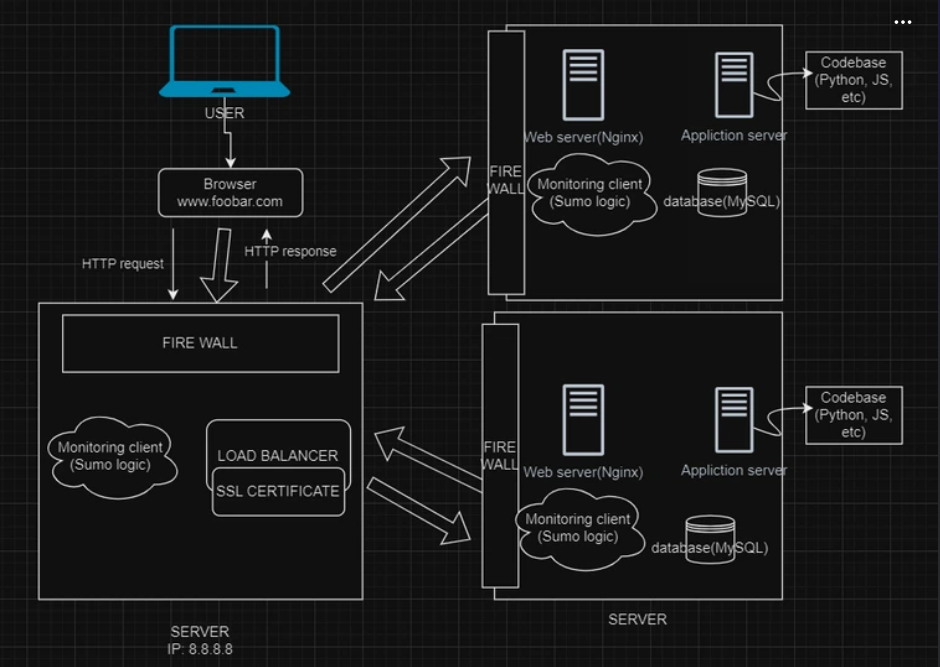 USER
Browser
www.foobar.com
HTTP request
HTTP response
FIRE WALL
Monitoring client
(Sumo logic)
LOAD BALANCER
SSL CERTIFICATE
SERVER
IP: 8.8.8.8
FIRE
WALL
Web server(Nginx)
Appliction server
Codebase
(Python, JS,
etc)
Monitoring client
(Sumo logic)
database(MySQL)
FIRE
WALL
Web server(Nginx)
Appliction server
Codebase
(Python, JS,
etc)
Monitoring client
(Sumo logic)
database(MySQL)
SERVER